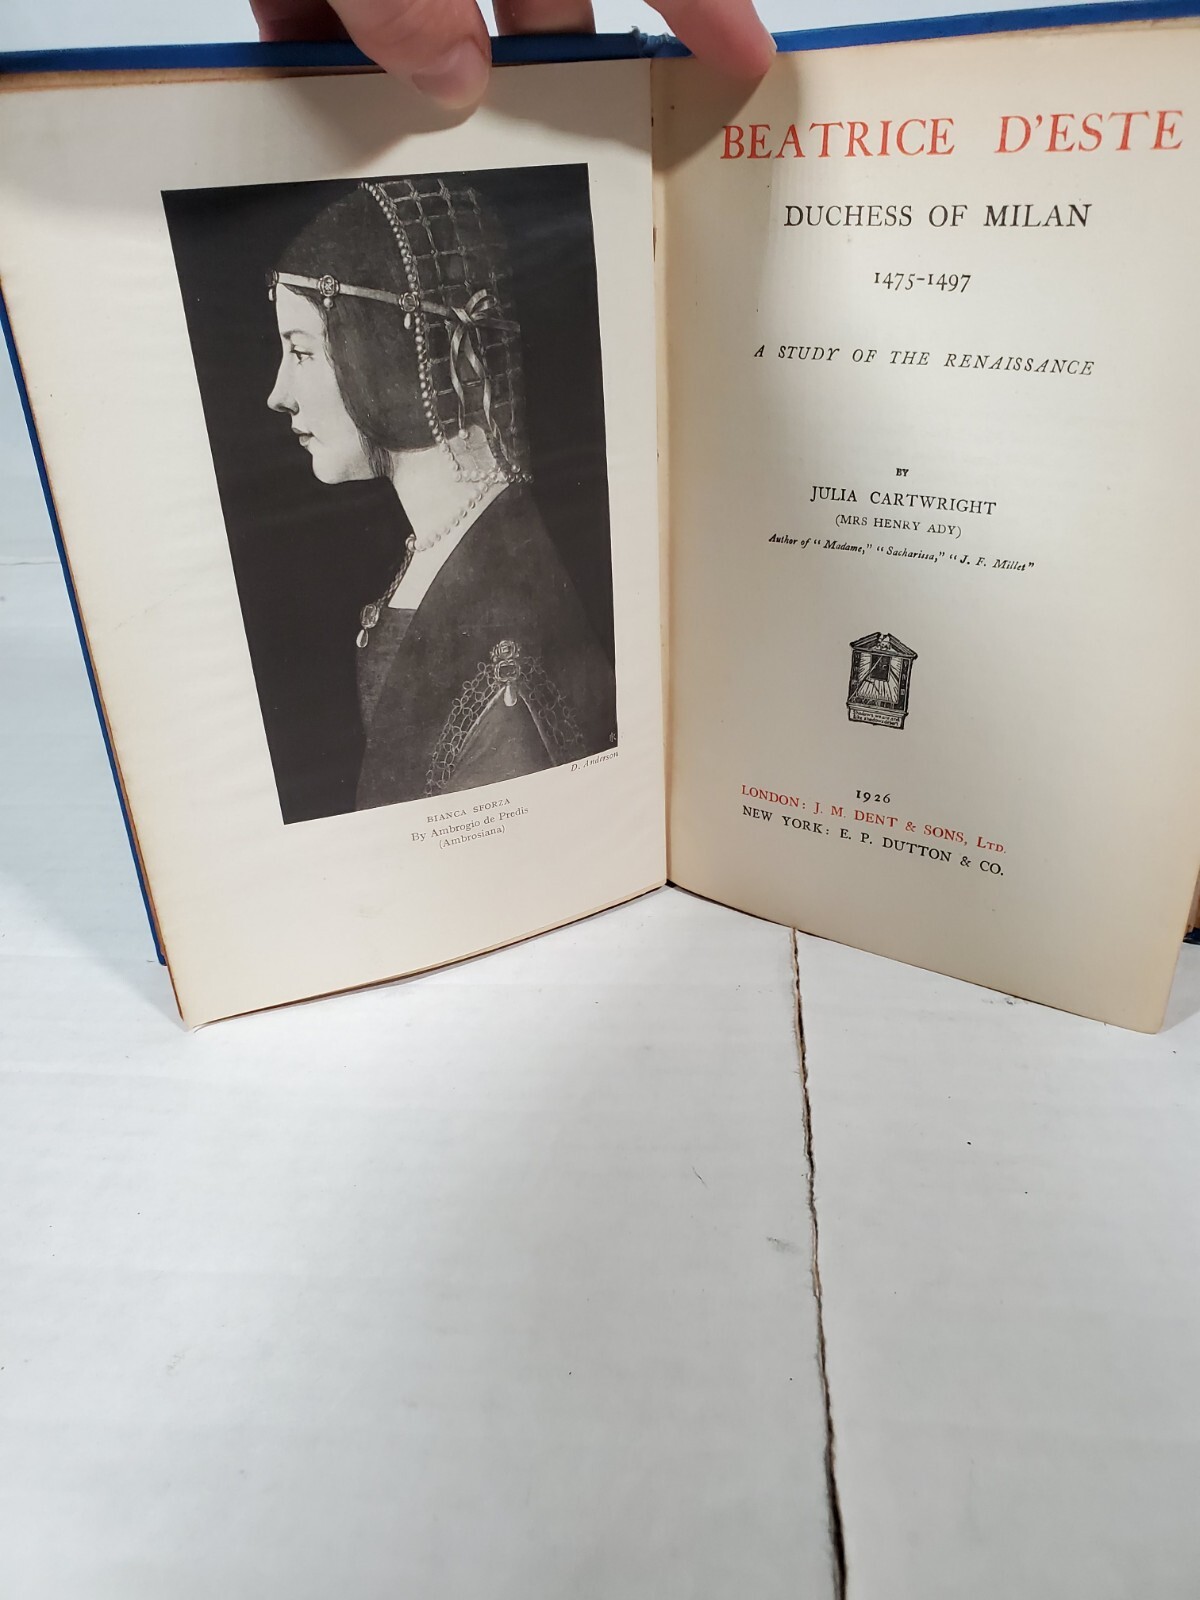 D. Anderson
BIANCA SFORZA
By Ambrogio de Predis
(Ambrosiana)
BEATRICE D'ESTE
DUCHESS OF MILAN
1475-1497
A STUDY OF THE RENAISSANCE
BY
JULIA CARTWRIGHT
(MRS HENRY ADY)
Author of "Madame," "Sacharissa," "J. F. Millet"
1926
LONDON: J. M. DENT & SONS, LTD.
NEW YORK: E. P. DUTTON & CO.